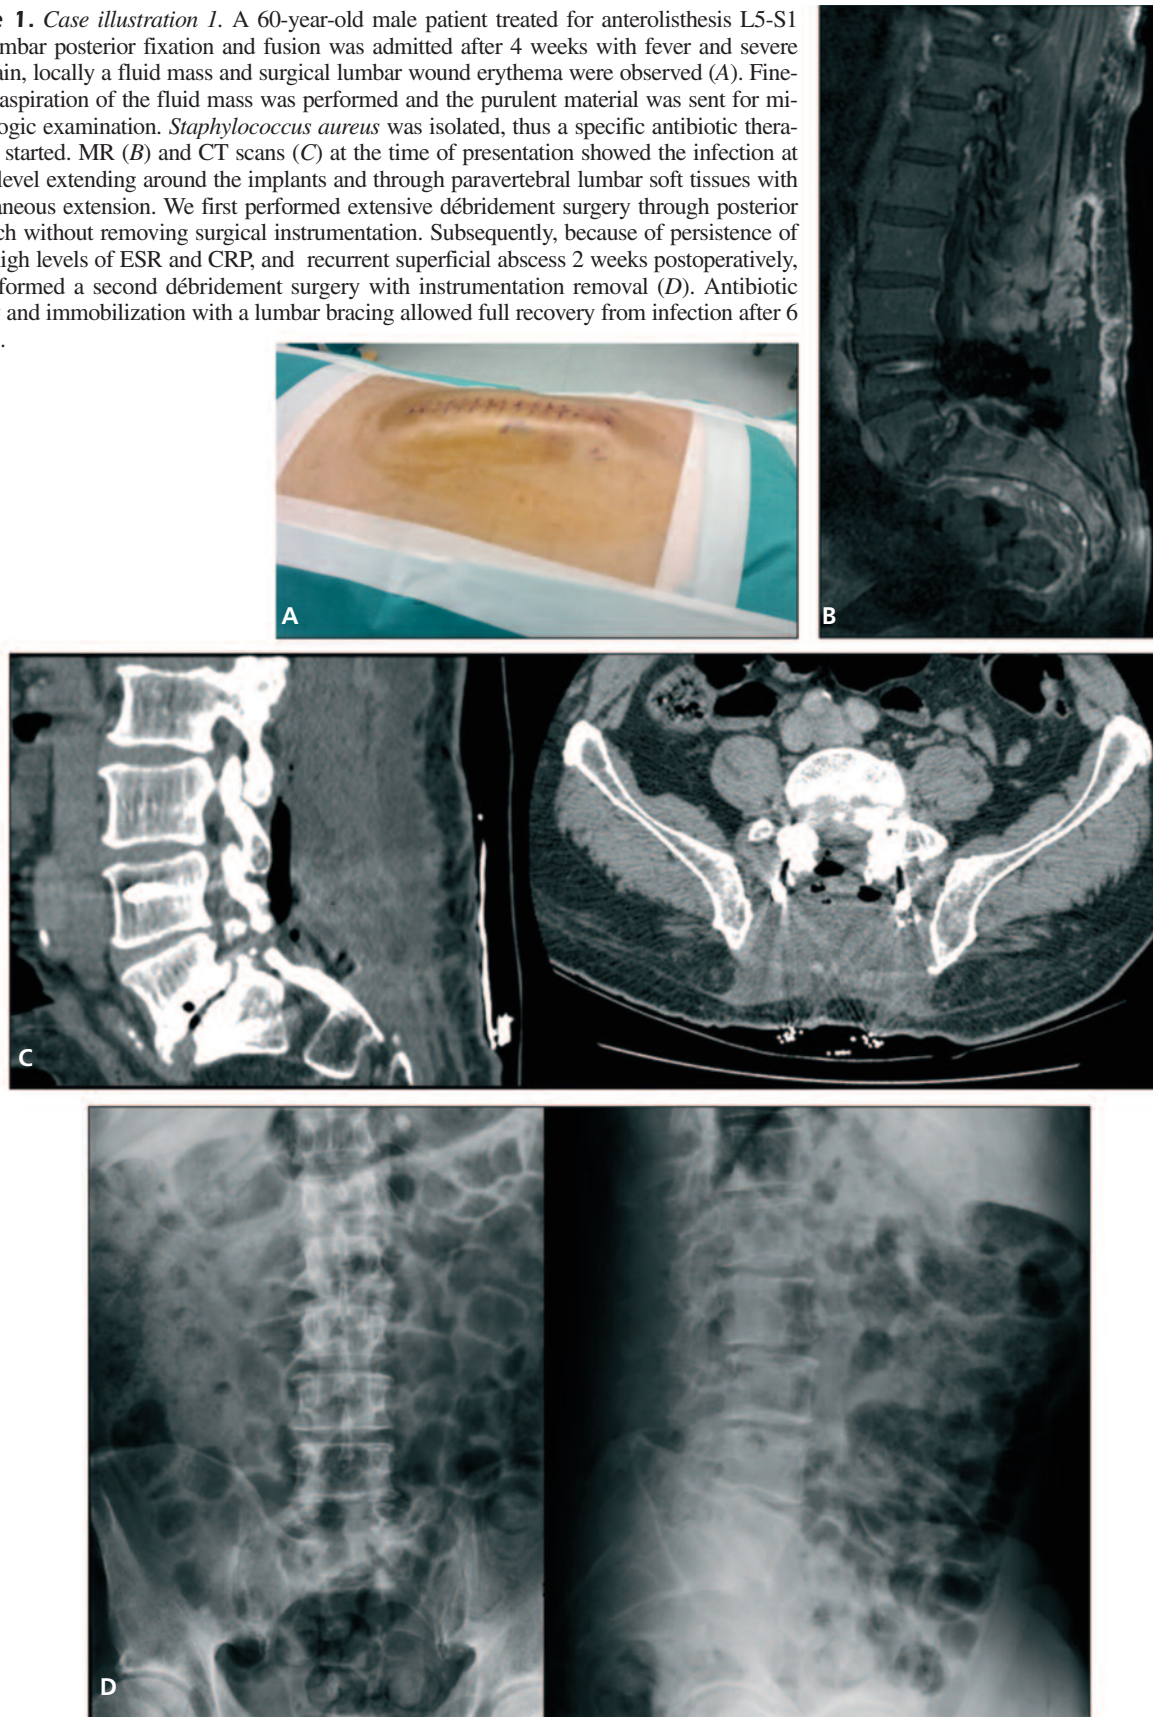 1. Case illustration 1. A 60-year-old male patient treated for anterolisthesis L5-S1
posterior fixation and fusion was admitted after 4 weeks with fever and severe
locally a fluid mass and surgical lumbar wound erythema were observed (A). Fine-
aspiration of the fluid mass was performed and the purulent material was sent for mi-
examination. Staphylococcus aureus was isolated, thus a specific antibiotic thera-
started. MR (B) and CT scans (C) at the time of presentation showed the infection at
level extending around the implants and through paravertebral lumbar soft tissues with
extension. We first performed extensive débridement surgery through posterior
without removing surgical instrumentation. Subsequently, because of persistence of
levels of ESR and CRP, and recurrent superficial abscess 2 weeks postoperatively,
formed a second débridement surgery with instrumentation removal (D). Antibiotic
and immobilization with a lumbar bracing allowed full recovery from infection after 6
A
B
C
D